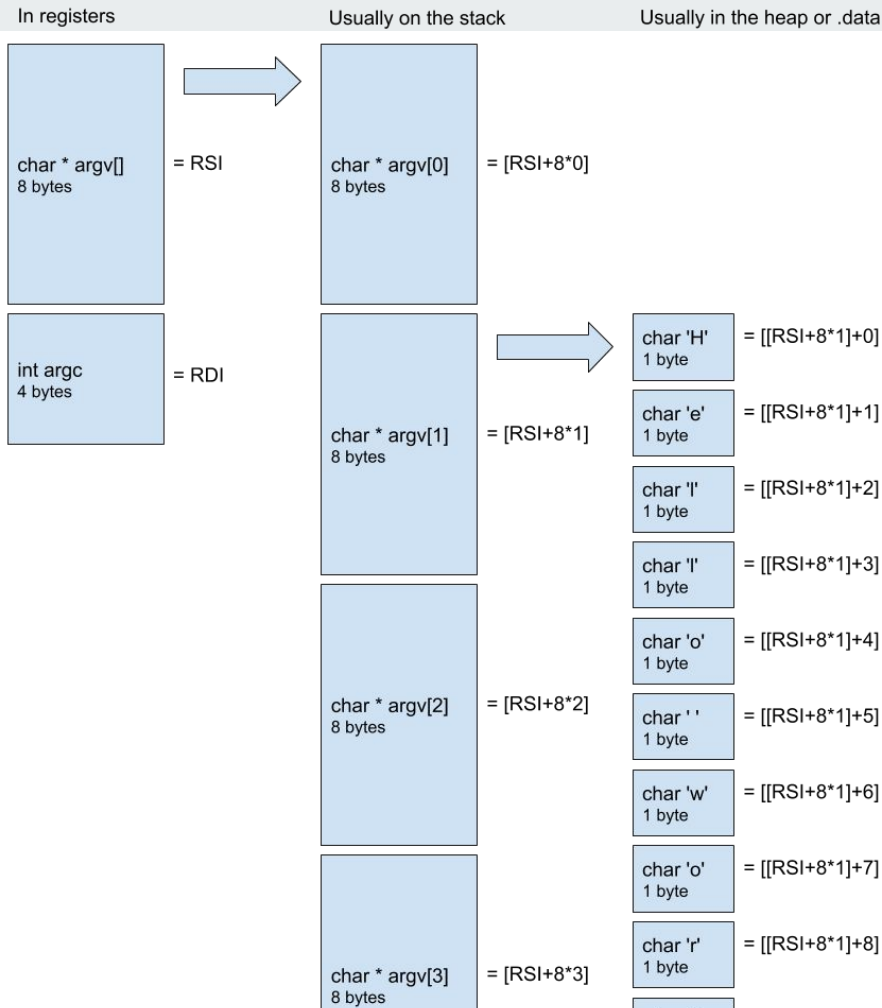 In registers
Usually on the stack
Usually in the heap or .data
char * argv[]
8 bytes
= RSI
char * argv[0]
8 bytes
= [RSI+8*0]
int argc
4 bytes
= RDI
char * argv[1]
8 bytes
= [RSI+8*1]
char 'H'
1 byte
= [[RSI+8*1]+0]
char 'e'
1 byte
= [[RSI+8*1]+1]
char 'l'
1 byte
= [[RSI+8*1]+2]
char 'l'
1 byte
= [[RSI+8*1]+3]
char * argv[2]
8 bytes
= [RSI+8*2]
char 'o'
1 byte
= [[RSI+8*1]+4]
char ' '
1 byte
= [[RSI+8*1]+5]
char 'w'
1 byte
= [[RSI+8*1]+6]
char * argv[3]
8 bytes
= [RSI+8*3]
char 'o'
1 byte
= [[RSI+8*1]+7]
char 'r'
1 byte
= [[RSI+8*1]+8]